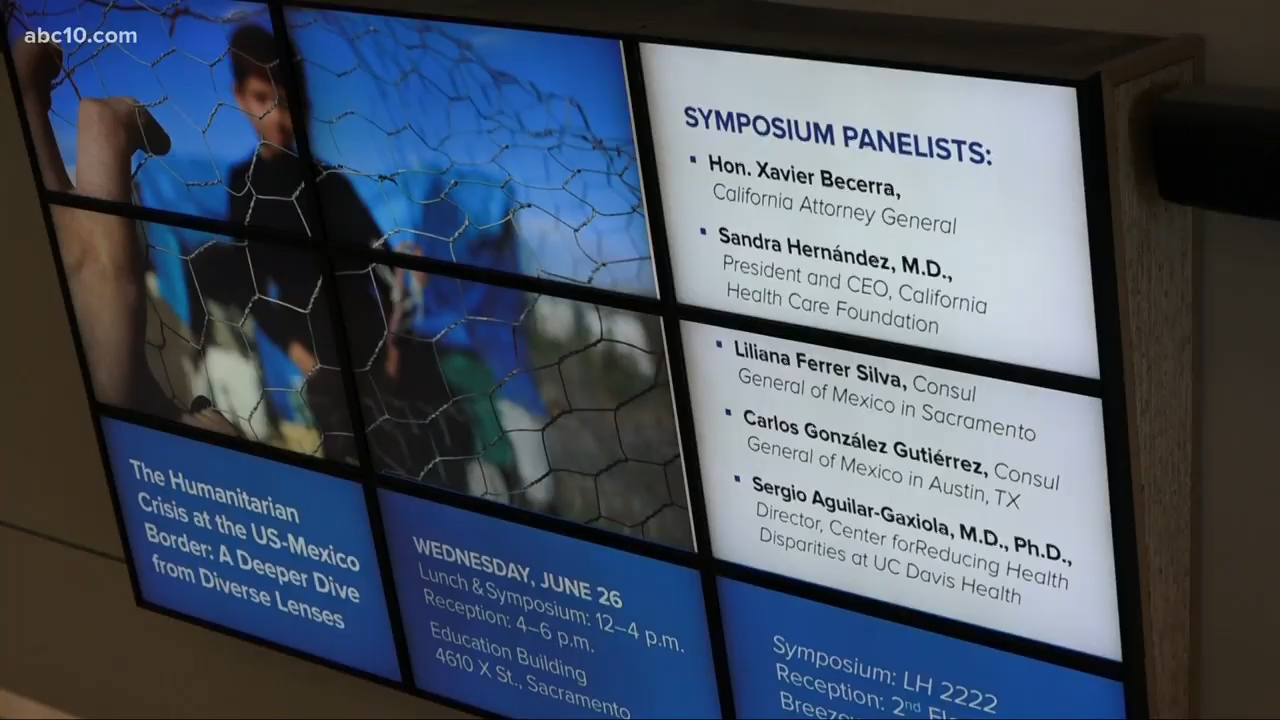 abc10.com
SYMPOSIUM PANELISTS:
▪ Hon. Xavier Becerra,
California Attorney General
▪ Sandra Hernández, M.D.,
President and CEO, California
Health Care Foundation
▪ Liliana Ferrer Silva, Consul
General of Mexico in Sacramento
▪ Carlos González Gutiérrez, Consul
General of Mexico in Austin, TX
▪ Sergio Aguilar-Gaxiola, M.D., Ph.D.,
Director, Center forReducing Health
Disparities at UC Davis Health
The Humanitarian
Crisis at the US-Mexico
Border: A Deeper Dive
from Diverse Lenses
WEDNESDAY, JUNE 26
Lunch & Symposium: 12–4 p.m.
Reception: 4–6 p.m.
Education Building
4610 X St., Sacramento
Symposium: LH 2222
Reception: 2nd